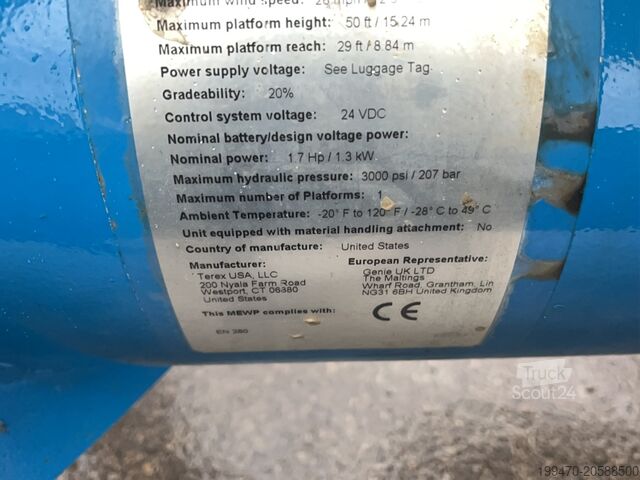 Maximum wind speed: 28 mph /
Maximum platform height: 50 ft / 15.24 m
Maximum platform reach: 29 ft / 8.84 m
Power supply voltage: See Luggage Tag
Gradeability: 20%
Control system voltage: 24 VDC
Nominal battery/design voltage power:
Nominal power: 1.7 Hp / 1.3 kW
Maximum hydraulic pressure: 3000 psi / 207 bar
Maximum number of Platforms: 1
Ambient Temperature: -20° F to 120° F / -28° C to 49° C
Unit equipped with material handling attachment: No
Country of manufacture: United States
Manufacturer: European Representative:
Terex USA, LLC Genie UK LTD
200 Nyala Farm Road The Maltings
Westport, CT 06880 Wharf Road, Grantham, Lin
United States NG31 6BH United Kingdom
This MEWP complies with: CE
EN 280
Truck
Scout24
199470-20588500